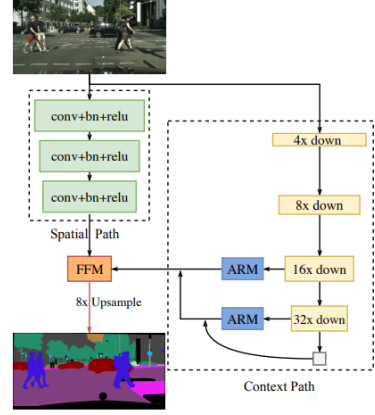 conv+bn+relu
conv+bn+relu
conv+bn+relu
Spatial Path
4x down
8x down
16x down
32x down
ARM
ARM
FFM
8x Upsample
Context Path